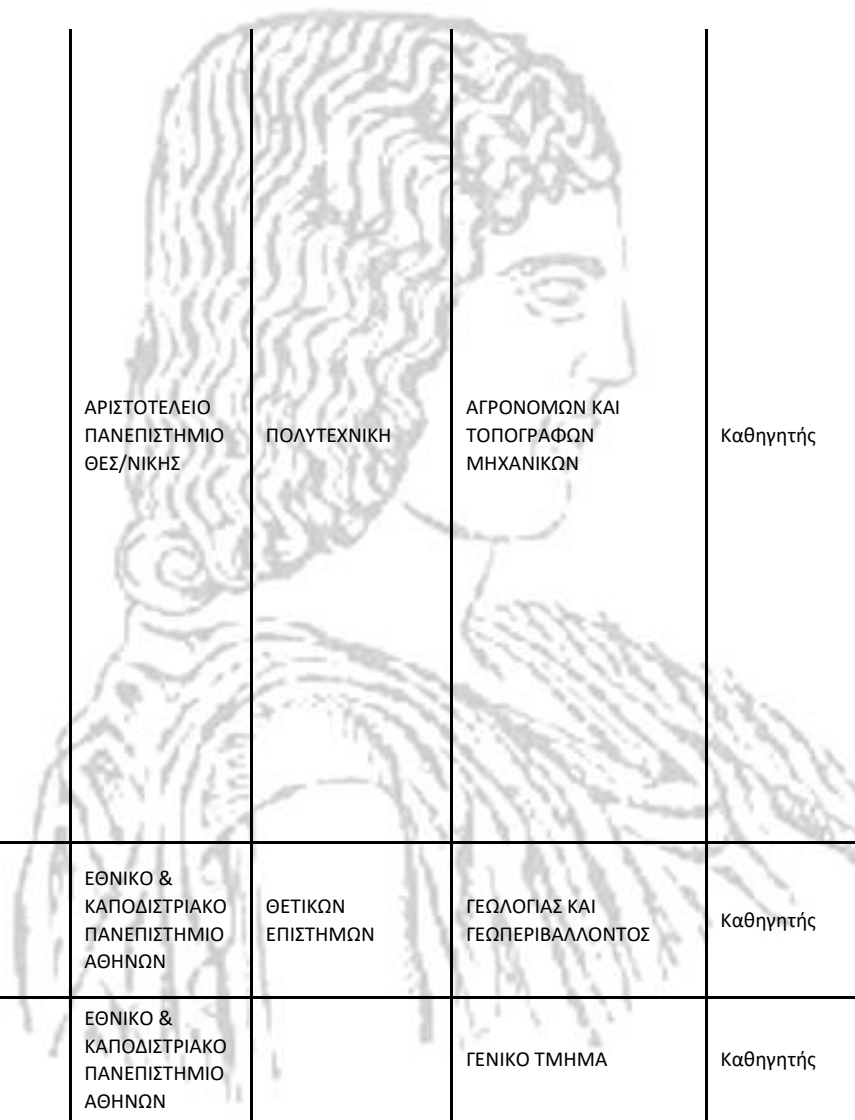 ΑΡΙΣΤΟΤΕΛΕΙΟ
ΠΑΝΕΠΙΣΤΗΜΙΟ
ΘΕΣ/ΝΙΚΗΣ
ΠΟΛΥΤΕΧΝΙΚΗ
ΑΓΡΟΝΟΜΩΝ ΚΑΙ
ΤΟΠΟΓΡΑΦΩΝ
ΜΗΧΑΝΙΚΩΝ
Καθηγητής
ΕΘΝΙΚΟ &
ΚΑΠΟΔΙΣΤΡΙΑΚΟ
ΠΑΝΕΠΙΣΤΗΜΙΟ
ΑΘΗΝΩΝ
ΘΕΤΙΚΩΝ
ΕΠΙΣΤΗΜΩΝ
ΓΕΩΛΟΓΙΑΣ ΚΑΙ
ΓΕΩΠΕΡΙΒΑΛΛΟΝΤΟΣ
Καθηγητής
ΕΘΝΙΚΟ &
ΚΑΠΟΔΙΣΤΡΙΑΚΟ
ΠΑΝΕΠΙΣΤΗΜΙΟ
ΑΘΗΝΩΝ
ΓΕΝΙΚΟ ΤΜΗΜΑ
Καθηγητής